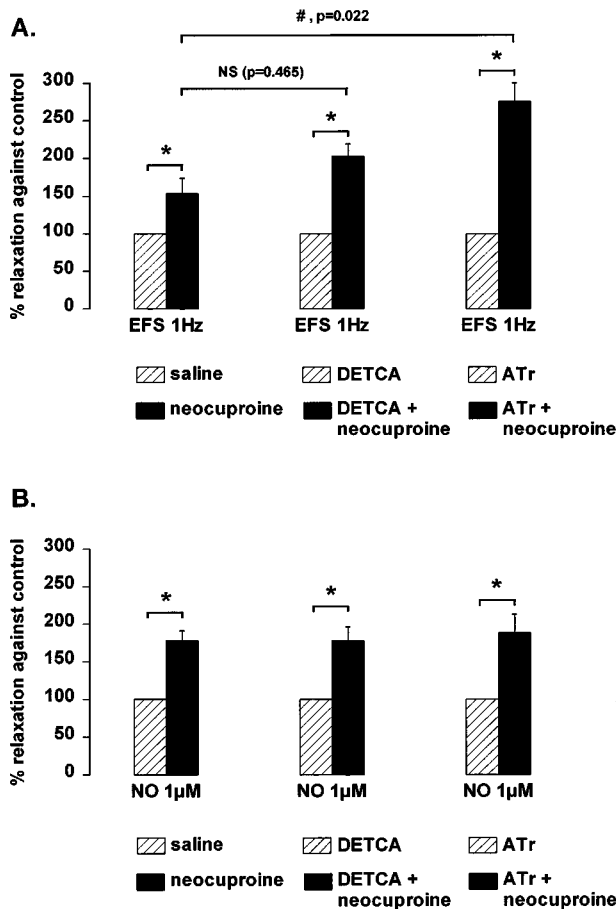 A.
#, p=0.022
NS (p=0.465)
% relaxation against control
300
250
200
150
100
50
0
*
*
*
EFS 1Hz
EFS 1Hz
EFS 1Hz
saline
DETCA
ATr
neocuproine
DETCA +
neocuproine
ATr +
neocuproine
B.
% relaxation against control
300
250
200
150
100
50
0
*
*
*
NO 1µM
NO 1µM
NO 1µM
saline
DETCA
ATr
neocuproine
DETCA +
neocuproine
ATr +
neocuproine